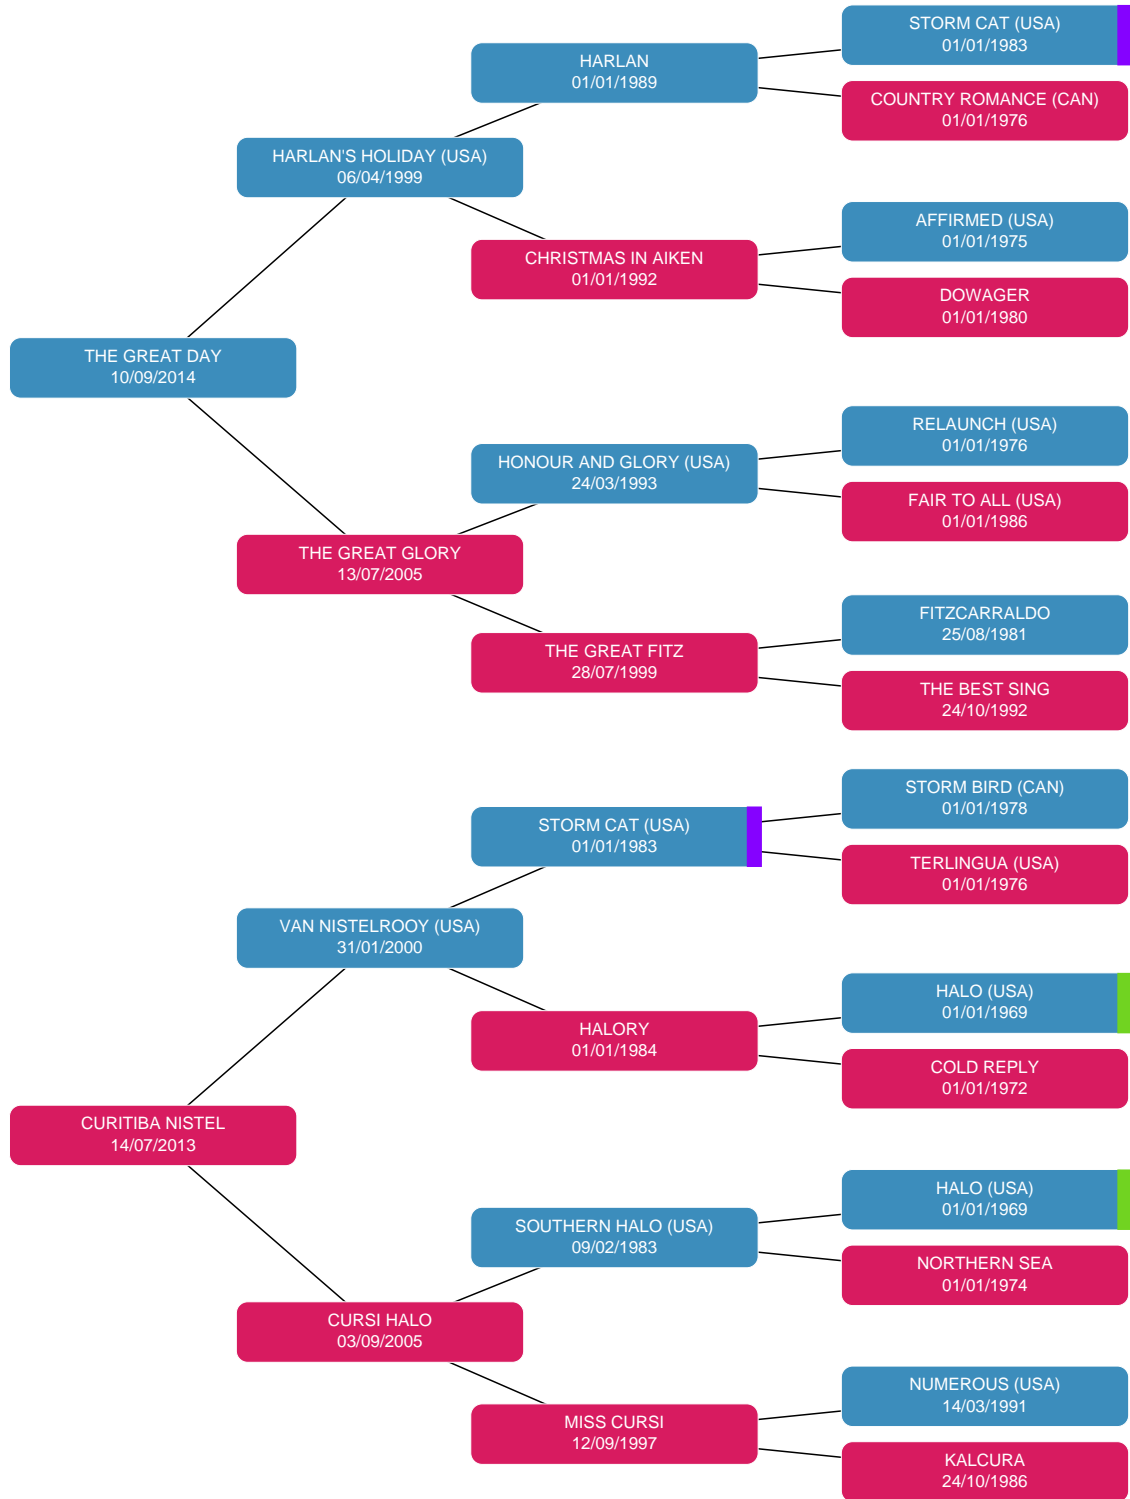 STORM CAT (USA)
01/01/1983
HARLAN
01/01/1989
COUNTRY ROMANCE (CAN)
01/01/1976
HARLAN'S HOLIDAY (USA)
06/04/1999
AFFIRMED (USA)
01/01/1975
CHRISTMAS IN AIKEN
01/01/1992
DOWAGER
01/01/1980
THE GREAT DAY
10/09/2014
RELAUNCH (USA)
01/01/1976
HONOUR AND GLORY (USA)
24/03/1993
FAIR TO ALL (USA)
01/01/1986
THE GREAT GLORY
13/07/2005
FITZCARRALDO
25/08/1981
THE GREAT FITZ
28/07/1999
THE BEST SING
24/10/1992
STORM BIRD (CAN)
01/01/1978
STORM CAT (USA)
01/01/1983
TERLINGUA (USA)
01/01/1976
VAN NISTELROOY (USA)
31/01/2000
HALO (USA)
01/01/1969
HALORY
01/01/1984
COLD REPLY
01/01/1972
CURITIBA NISTEL
14/07/2013
HALO (USA)
01/01/1969
SOUTHERN HALO (USA)
09/02/1983
NORTHERN SEA
01/01/1974
CURSI HALO
03/09/2005
NUMEROUS (USA)
14/03/1991
MISS CURSI
12/09/1997
KALCURA
24/10/1986